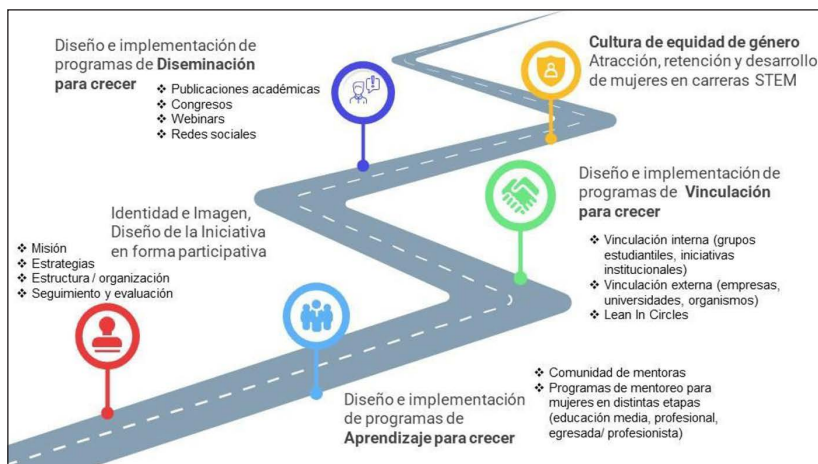 Diseño e implementación de
programas de Diseminación
para crecer
❖ Publicaciones académicas
❖ Congresos
❖ Webinars
❖ Redes sociales
Cultura de equidad de género
Atracción, retención y desarrollo
de mujeres en carreras STEM
Diseño e implementación de
programas de Vinculación
para crecer
❖ Vinculación interna (grupos
estudiantiles, iniciativas
institucionales)
❖ Vinculación externa (empresas,
universidades, organismos)
❖ Lean In Circles
Identidad e Imagen,
Diseño de la Iniciativa
en forma participativa
❖ Misión
❖ Estrategias
❖ Estructura / organización
❖ Seguimiento y evaluación
Diseño e implementación
de programas de
Aprendizaje para crecer
❖ Comunidad de mentoras
❖ Programas de mentoreo para
mujeres en distintas etapas
(educación media, profesional,
egresada/ profesionista)